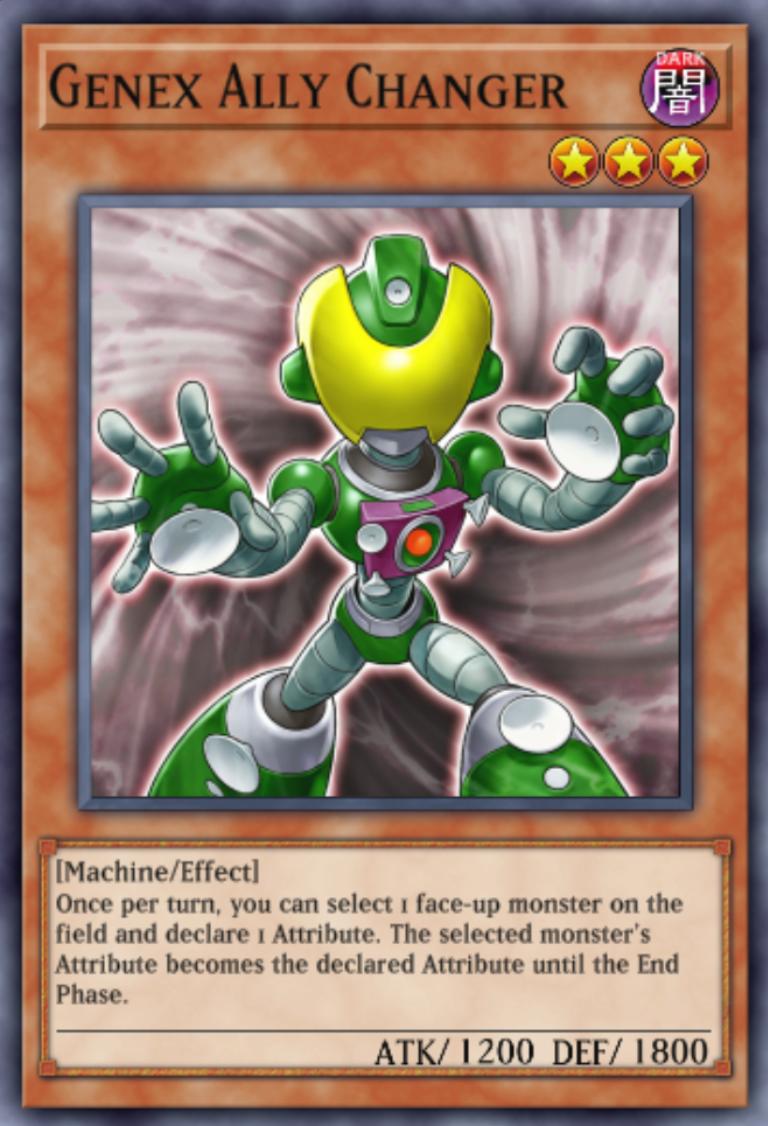 Genex Ally Changer
DARK
闇
[Machine/Effect]
Once per turn, you can select 1 face-up monster on the
field and declare 1 Attribute. The selected monster's
Attribute becomes the declared Attribute until the End
Phase.
ATK/ 1200 DEF/ 1800